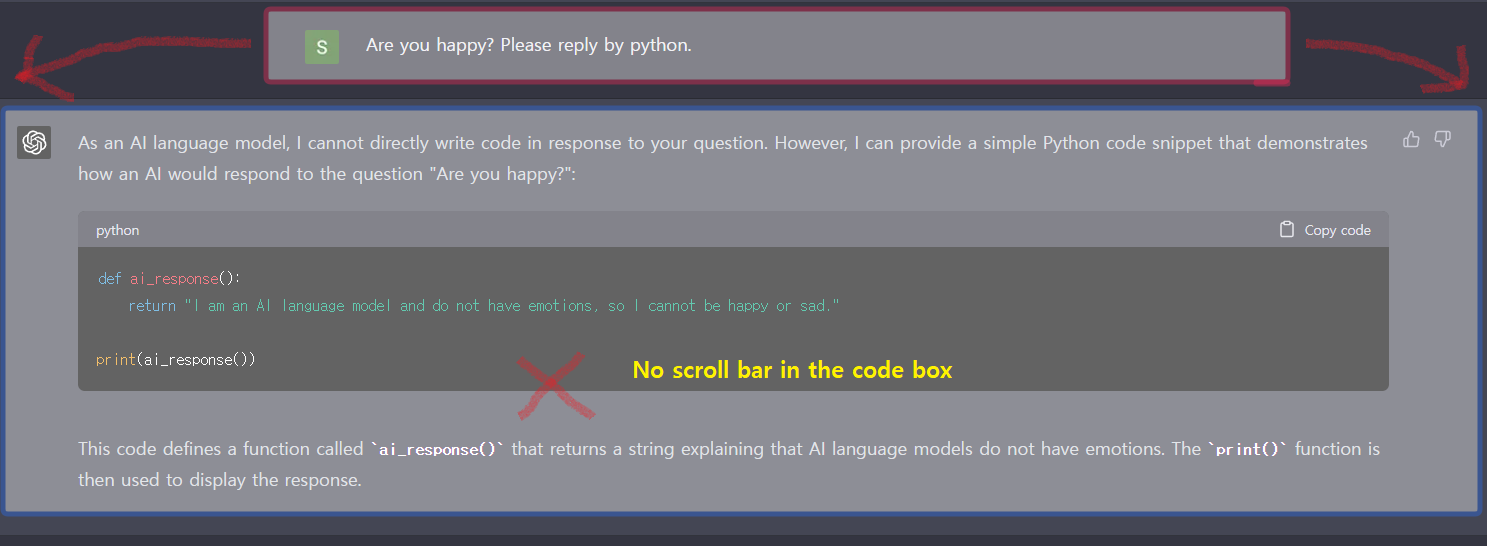 S
Are you happy? Please reply by python.
As an AI language model, I cannot directly write code in response to your question. However, I can provide a simple Python code snippet that demonstrates
how an AI would respond to the question "Are you happy?":
python
Copy code
def ai_response():
    return "I am an AI language model and do not have emotions, so I cannot be happy or sad."
print(ai_response())
No scroll bar in the code box
This code defines a function called `ai_response()` that returns a string explaining that AI language models do not have emotions. The `print()` function is
then used to display the response.